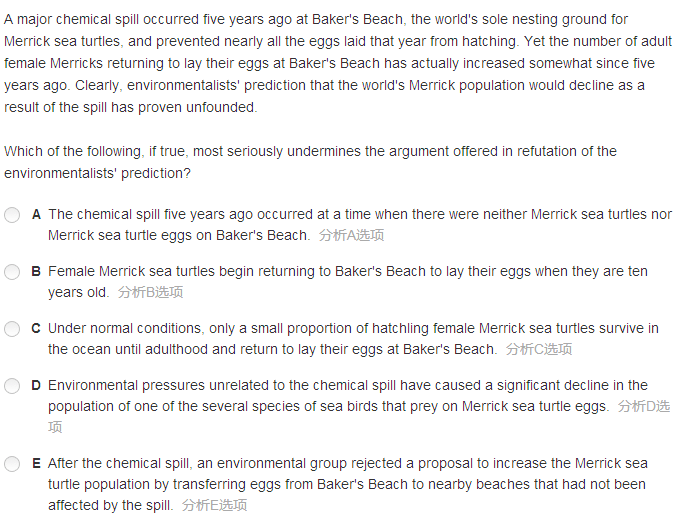 A major chemical spill occurred five years ago at Baker's Beach, the world's sole nesting ground for
Merrick sea turtles, and prevented nearly all the eggs laid that year from hatching. Yet the number of adult
female Merricks returning to lay their eggs at Baker's Beach has actually increased somewhat since five
years ago. Clearly, environmentalists' prediction that the world's Merrick population would decline as a
result of the spill has proven unfounded.
Which of the following, if true, most seriously undermines the argument offered in refutation of the
environmentalists' prediction?
A The chemical spill five years ago occurred at a time when there were neither Merrick sea turtles nor
Merrick sea turtle eggs on Baker's Beach. 分析A选项
B Female Merrick sea turtles begin returning to Baker's Beach to lay their eggs when they are ten
years old. 分析B选项
C Under normal conditions, only a small proportion of hatchling female Merrick sea turtles survive in
the ocean until adulthood and return to lay their eggs at Baker's Beach. 分析C选项
D Environmental pressures unrelated to the chemical spill have caused a significant decline in the
population of one of the several species of sea birds that prey on Merrick sea turtle eggs. 分析D选
项
E After the chemical spill, an environmental group rejected a proposal to increase the Merrick sea
turtle population by transferring eggs from Baker's Beach to nearby beaches that had not been
affected by the spill. 分析E选项